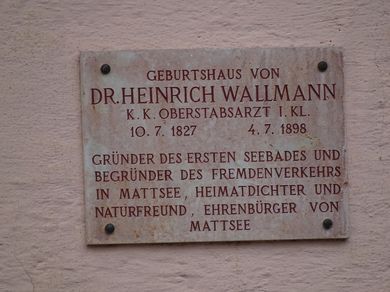 GEBURTSHAUS VON
DR. HEINRICH WALLMANN
K. K. OBERSTABSARZT I. KL.
10. 7. 1827 4. 7. 1898
GRÜNDER DES ERSTEN SEEBADES UND
BEGRÜNDER DES FREMDENVERKEHRS
IN MATTSEE, HEIMATDICHTER UND
NATURFREUND, EHRENBÜRGER VON
MATTSEE